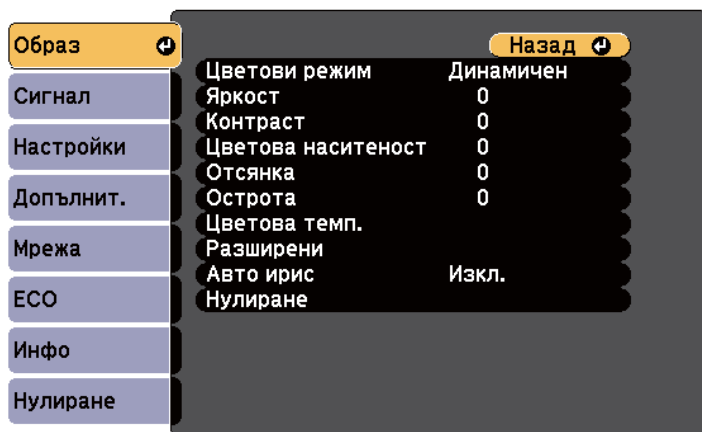 Образ
Сигнал
Настройки
Допълнит.
Мрежа
ECO
Инфо
Нулиране
Назад
Цветови режим Динамичен
Яркост 0
Контраст 0
Цветова наситеност 0
Отсянка 0
Острота 0
Цветова темп.
Разширени
Авто ирис Изкл.
Нулиране